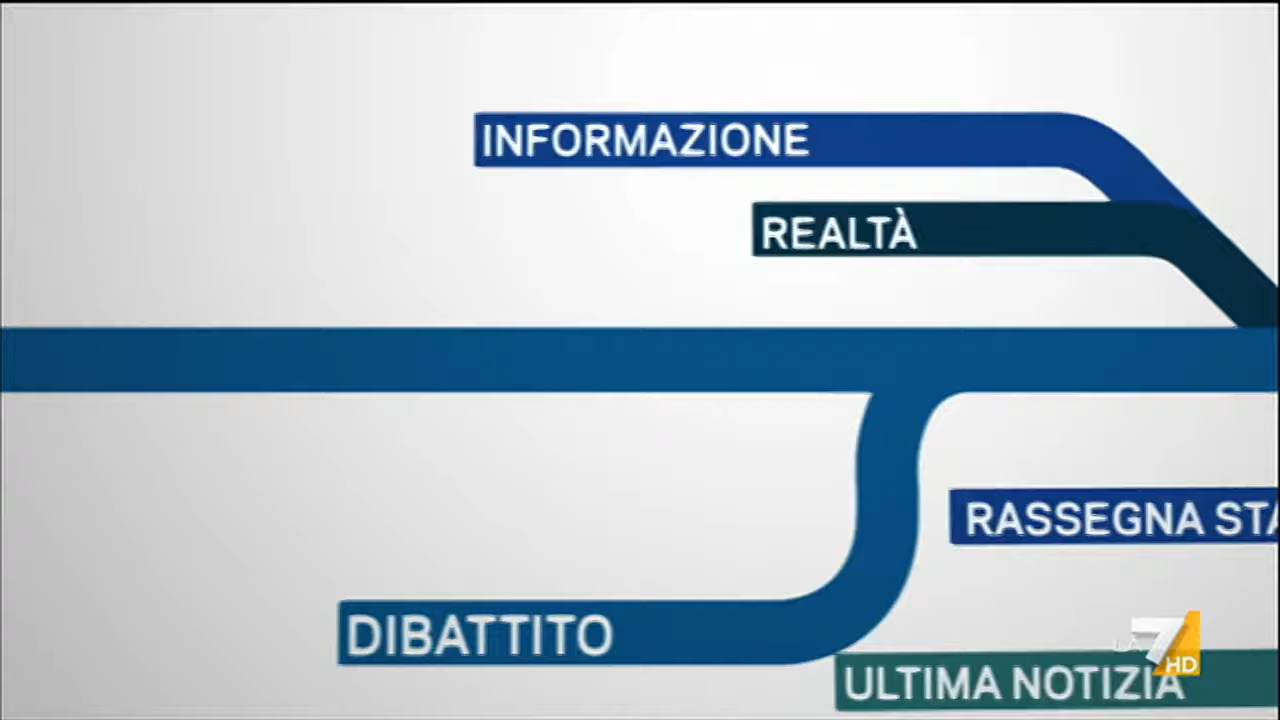 INFORMAZIONE
REALTÀ
RASSEGNA STA
DIBATTITO
LA7 HD
ULTIMA NOTIZIA